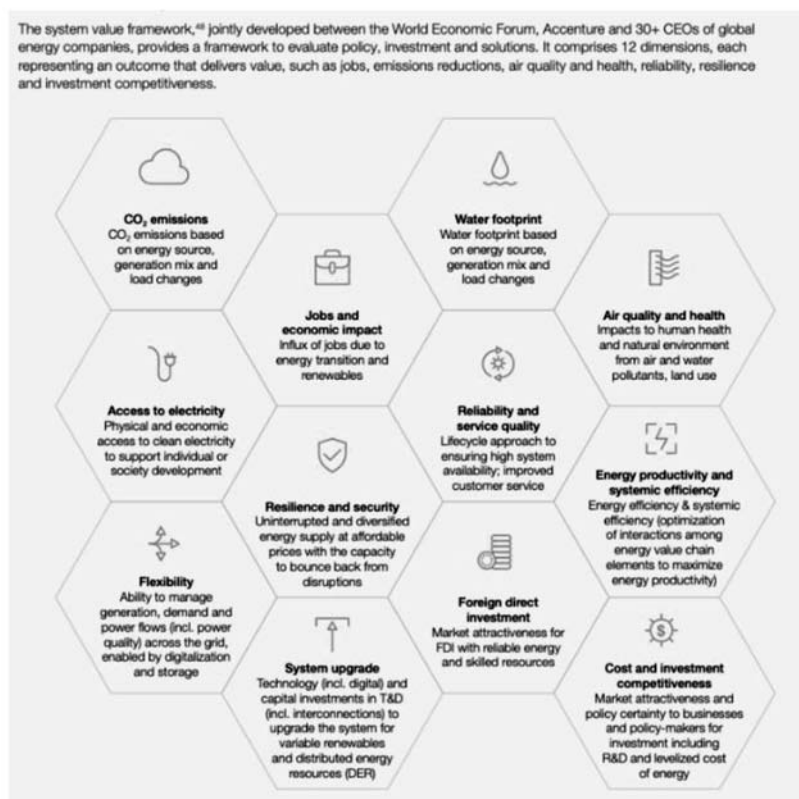 The system value framework,⁴⁸ jointly developed between the World Economic Forum, Accenture and 30+ CEOs of global
energy companies, provides a framework to evaluate policy, investment and solutions. It comprises 12 dimensions, each
representing an outcome that delivers value, such as jobs, emissions reductions, air quality and health, reliability, resilience
and investment competitiveness.
CO₂ emissions
CO₂ emissions based
on energy source,
generation mix and
load changes
Water footprint
Water footprint based
on energy source,
generation mix and
load changes
Jobs and
economic impact
Influx of jobs due to
energy transition and
renewables
Air quality and health
Impacts to human health
and natural environment
from air and water
pollutants, land use
Access to electricity
Physical and economic
access to clean electricity
to support individual or
society development
Reliability and
service quality
Lifecycle approach to
ensuring high system
availability; improved
customer service
Resilience and security
Uninterrupted and diversified
energy supply at affordable
prices with the capacity
to bounce back from
disruptions
Energy productivity and
systemic efficiency
Energy efficiency & systemic
efficiency (optimization
of interactions among
energy value chain
elements to maximize
energy productivity)
Flexibility
Ability to manage
generation, demand and
power flows (incl. power
quality) across the grid,
enabled by digitalization
and storage
Foreign direct
investment
Market attractiveness for
FDI with reliable energy
and skilled resources
System upgrade
Technology (incl. digital) and
capital investments in T&D
(incl. interconnections) to
upgrade the system for
variable renewables
and distributed energy
resources (DER)
$
Cost and investment
competitiveness
Market attractiveness and
policy certainty to businesses
and policy-makers for
investment including
R&D and levelized cost
of energy